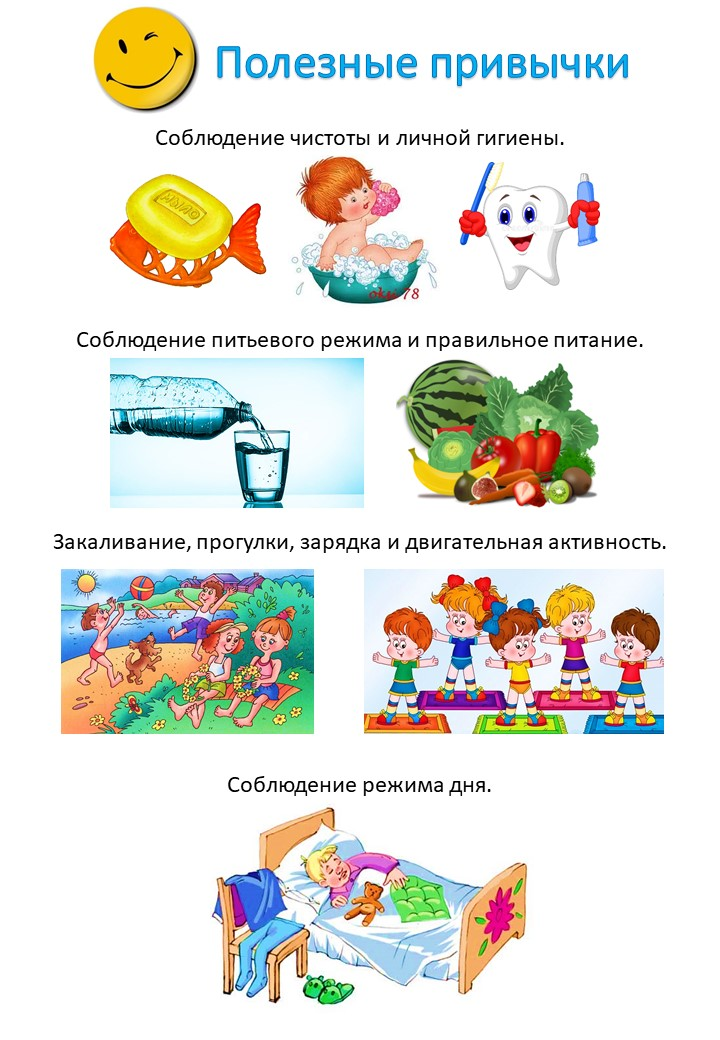 Полезные привычки
Соблюдение чистоты и личной гигиены.
МЫЛО
Соблюдение питьевого режима и правильное питание.
Закаливание, прогулки, зарядка и двигательная активность.
Соблюдение режима дня.